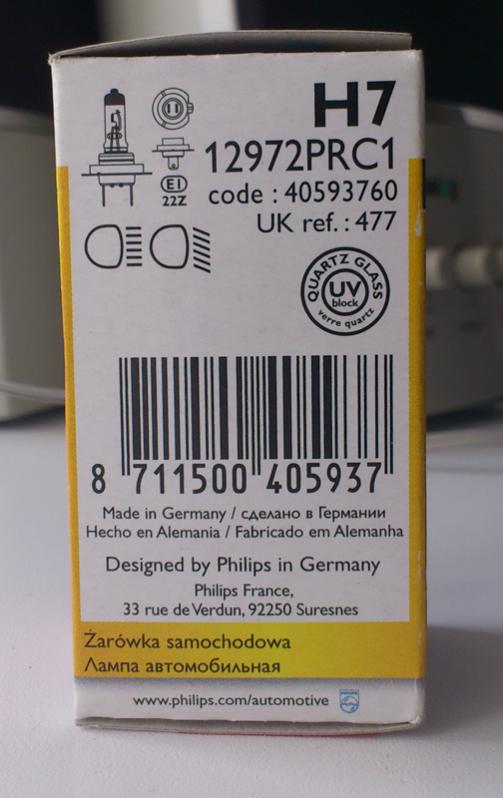 H7
12972PRC1
E1
22Z
code : 40593760
UK ref. : 477
QUARTZ GLASS
UV
block
verre quartz
8 711500 405937
Made in Germany / сделано в Германии
Hecho en Alemania / Fabricado em Alemanha
Designed by Philips in Germany
Philips France,
33 rue de Verdun, 92250 Suresnes
Żarówka samochodowa
Лампа автомобильная
www.philips.com/automotive